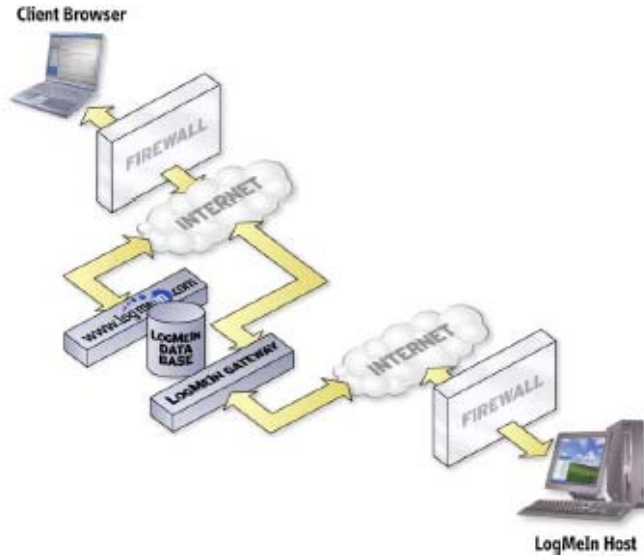 Client Browser
FIREWALL
INTERNET
www.logmein.com
LOGMEIN
DATA
BASE
LOGMEIN GATEWAY
INTERNET
FIREWALL
LogMeIn Host